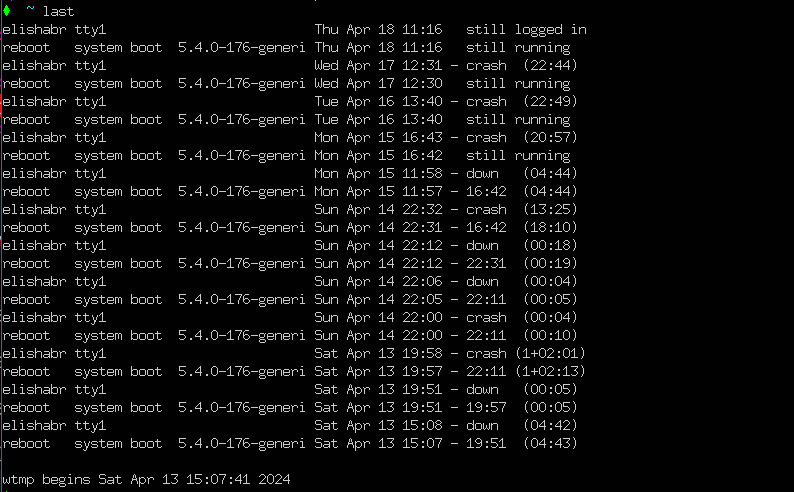 ♦ ~ last
elishabr tty1                          Thu Apr 18 11:16   still logged in
reboot   system boot  5.4.0-176-generi Thu Apr 18 11:16   still running
elishabr tty1                          Wed Apr 17 12:31 - crash  (22:44)
reboot   system boot  5.4.0-176-generi Wed Apr 17 12:30   still running
elishabr tty1                          Tue Apr 16 13:40 - crash  (22:49)
reboot   system boot  5.4.0-176-generi Tue Apr 16 13:40   still running
elishabr tty1                          Mon Apr 15 16:43 - crash  (20:57)
reboot   system boot  5.4.0-176-generi Mon Apr 15 16:42   still running
elishabr tty1                          Mon Apr 15 11:58 - down   (04:44)
reboot   system boot  5.4.0-176-generi Mon Apr 15 11:57 - 16:42  (04:44)
elishabr tty1                          Sun Apr 14 22:32 - crash  (13:25)
reboot   system boot  5.4.0-176-generi Sun Apr 14 22:31 - 16:42  (18:10)
elishabr tty1                          Sun Apr 14 22:12 - down   (00:18)
reboot   system boot  5.4.0-176-generi Sun Apr 14 22:12 - 22:31  (00:19)
elishabr tty1                          Sun Apr 14 22:06 - down   (00:04)
reboot   system boot  5.4.0-176-generi Sun Apr 14 22:05 - 22:11  (00:05)
elishabr tty1                          Sun Apr 14 22:00 - crash  (00:04)
reboot   system boot  5.4.0-176-generi Sun Apr 14 22:00 - 22:11  (00:10)
elishabr tty1                          Sat Apr 13 19:58 - crash (1+02:01)
reboot   system boot  5.4.0-176-generi Sat Apr 13 19:57 - 22:11 (1+02:13)
elishabr tty1                          Sat Apr 13 19:51 - down   (00:05)
reboot   system boot  5.4.0-176-generi Sat Apr 13 19:51 - 19:57  (00:05)
elishabr tty1                          Sat Apr 13 15:08 - down   (04:42)
reboot   system boot  5.4.0-176-generi Sat Apr 13 15:07 - 19:51  (04:43)

wtmp begins Sat Apr 13 15:07:41 2024